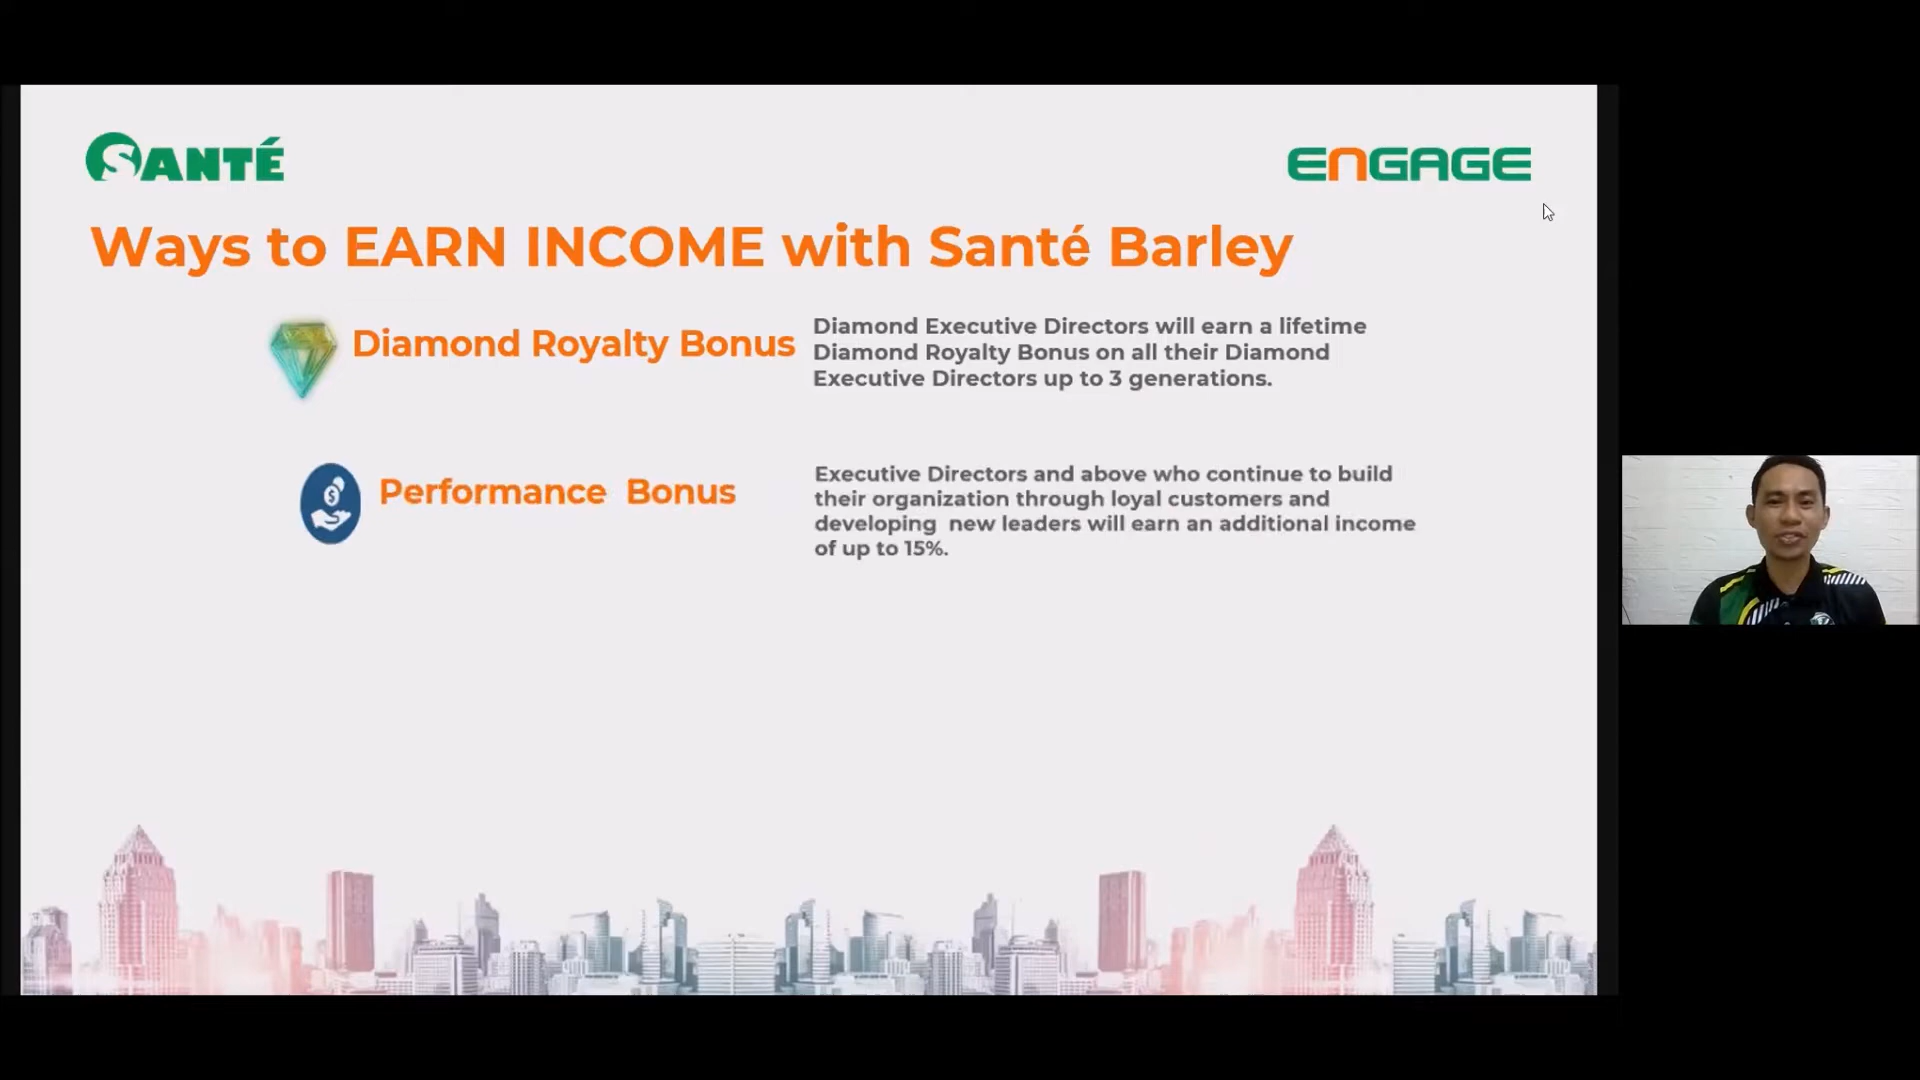 SANTÉ
ENGAGE
Ways to EARN INCOME with Santé Barley
Diamond Royalty Bonus
Diamond Executive Directors will earn a lifetime
Diamond Royalty Bonus on all their Diamond
Executive Directors up to 3 generations.
Performance Bonus
Executive Directors and above who continue to build
their organization through loyal customers and
developing new leaders will earn an additional income
of up to 15%.